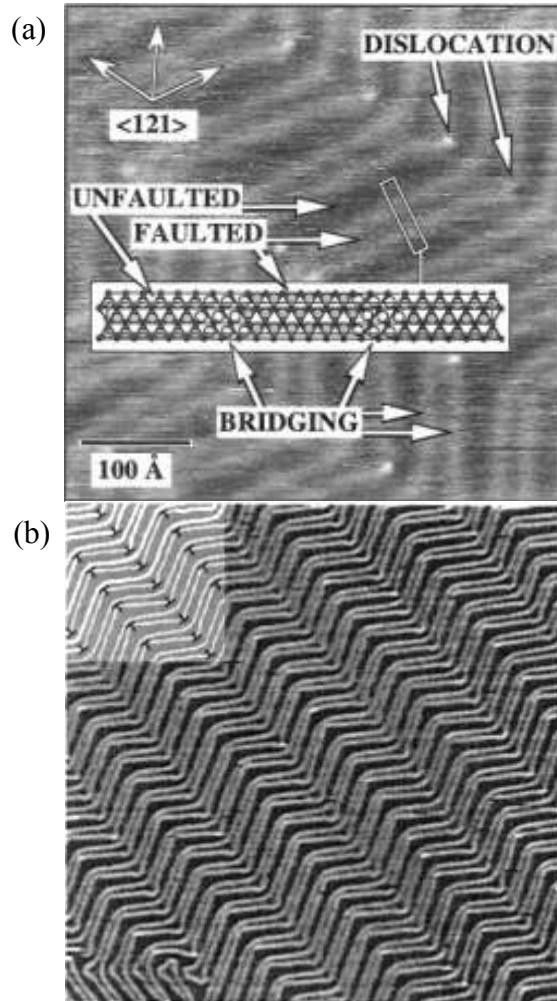 (a)
DISLOCATION
<121>
UNFAULTED
FAULTED
BRIDGING
100 Å
(b)